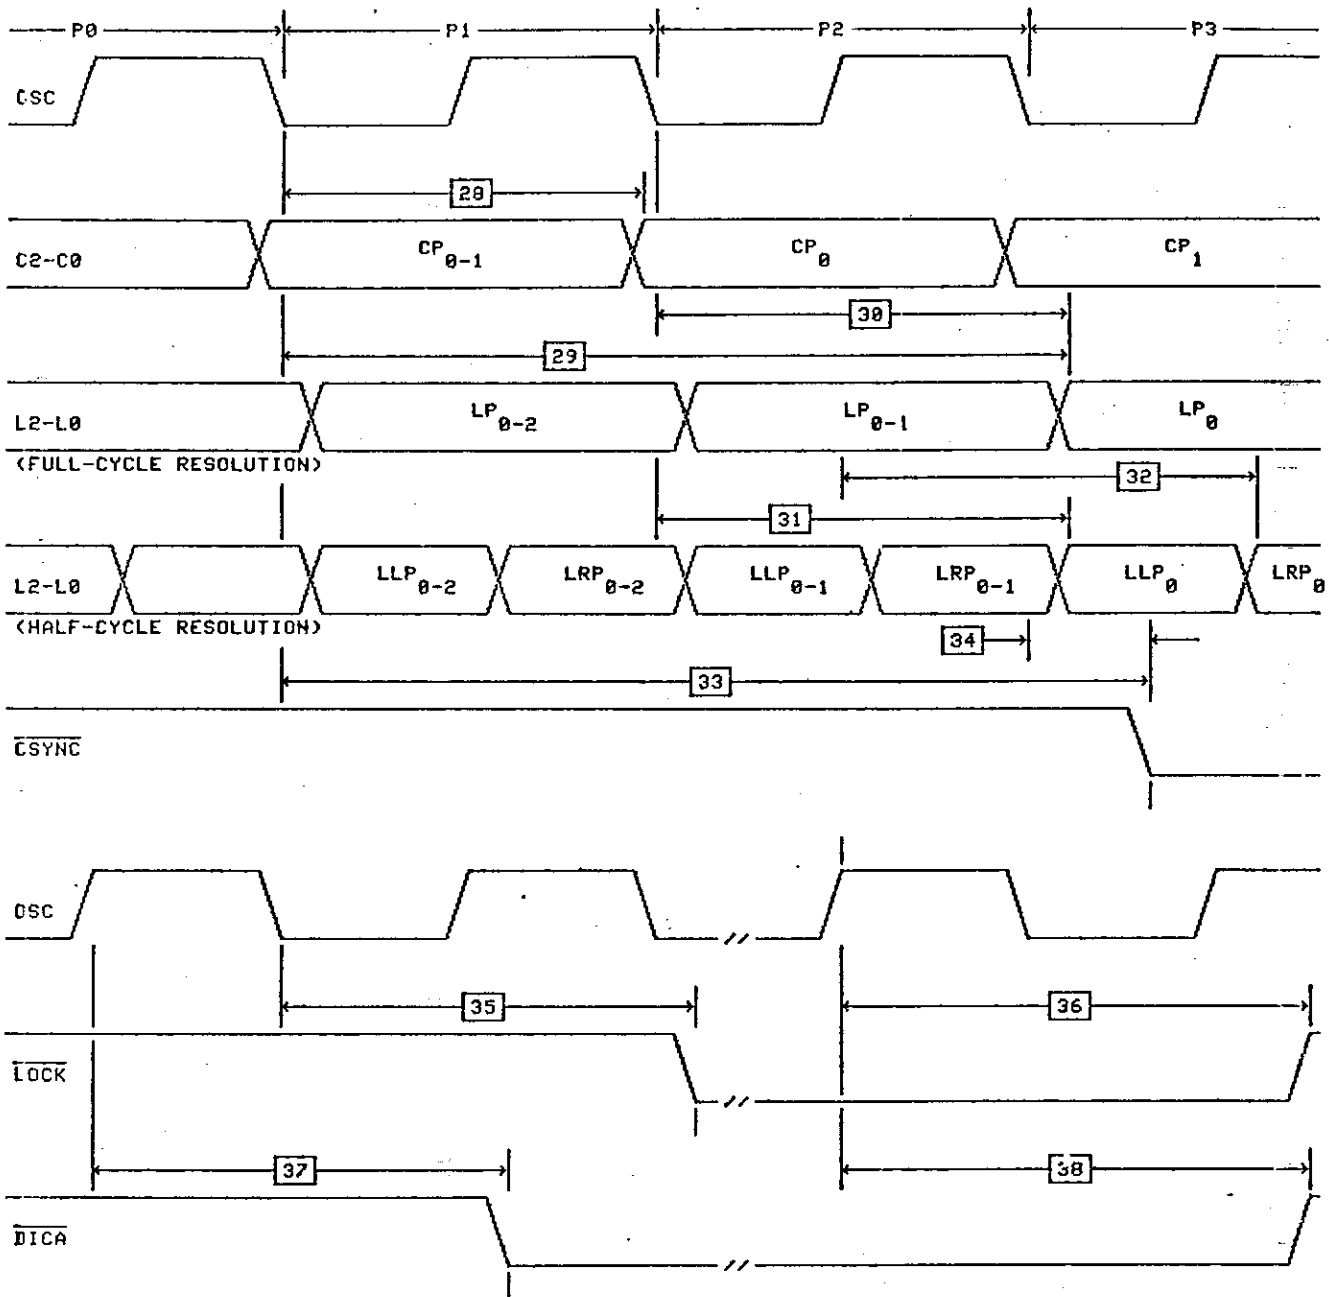 P0 P1 P2 P3
OSC
28
C2-C0 CP0-1 CP0 CP1
30
29
L2-L0 LP0-2 LP0-1 LP0
(FULL-CYCLE RESOLUTION)
32
31
L2-L0 LLP0-2 LRP0-2 LLP0-1 LRP0-1 LLP0 LRP0
(HALF-CYCLE RESOLUTION)
34
33
CSYNC
OSC
//
35 36
LOCK
//
37 38
DICA
//